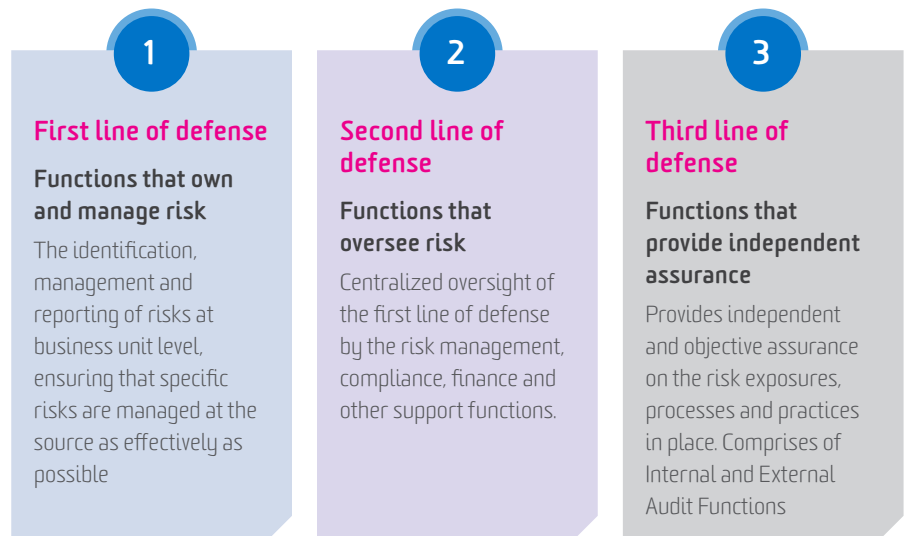 1
First line of defense
Functions that own
and manage risk
The identification,
management and
reporting of risks at
business unit level,
ensuring that specific
risks are managed at the
source as effectively as
possible
2
Second line of
defense
Functions that
oversee risk
Centralized oversight of
the first line of defense
by the risk management,
compliance, finance and
other support functions.
3
Third line of
defense
Functions that
provide independent
assurance
Provides independent
and objective assurance
on the risk exposures,
processes and practices
in place. Comprises of
Internal and External
Audit Functions